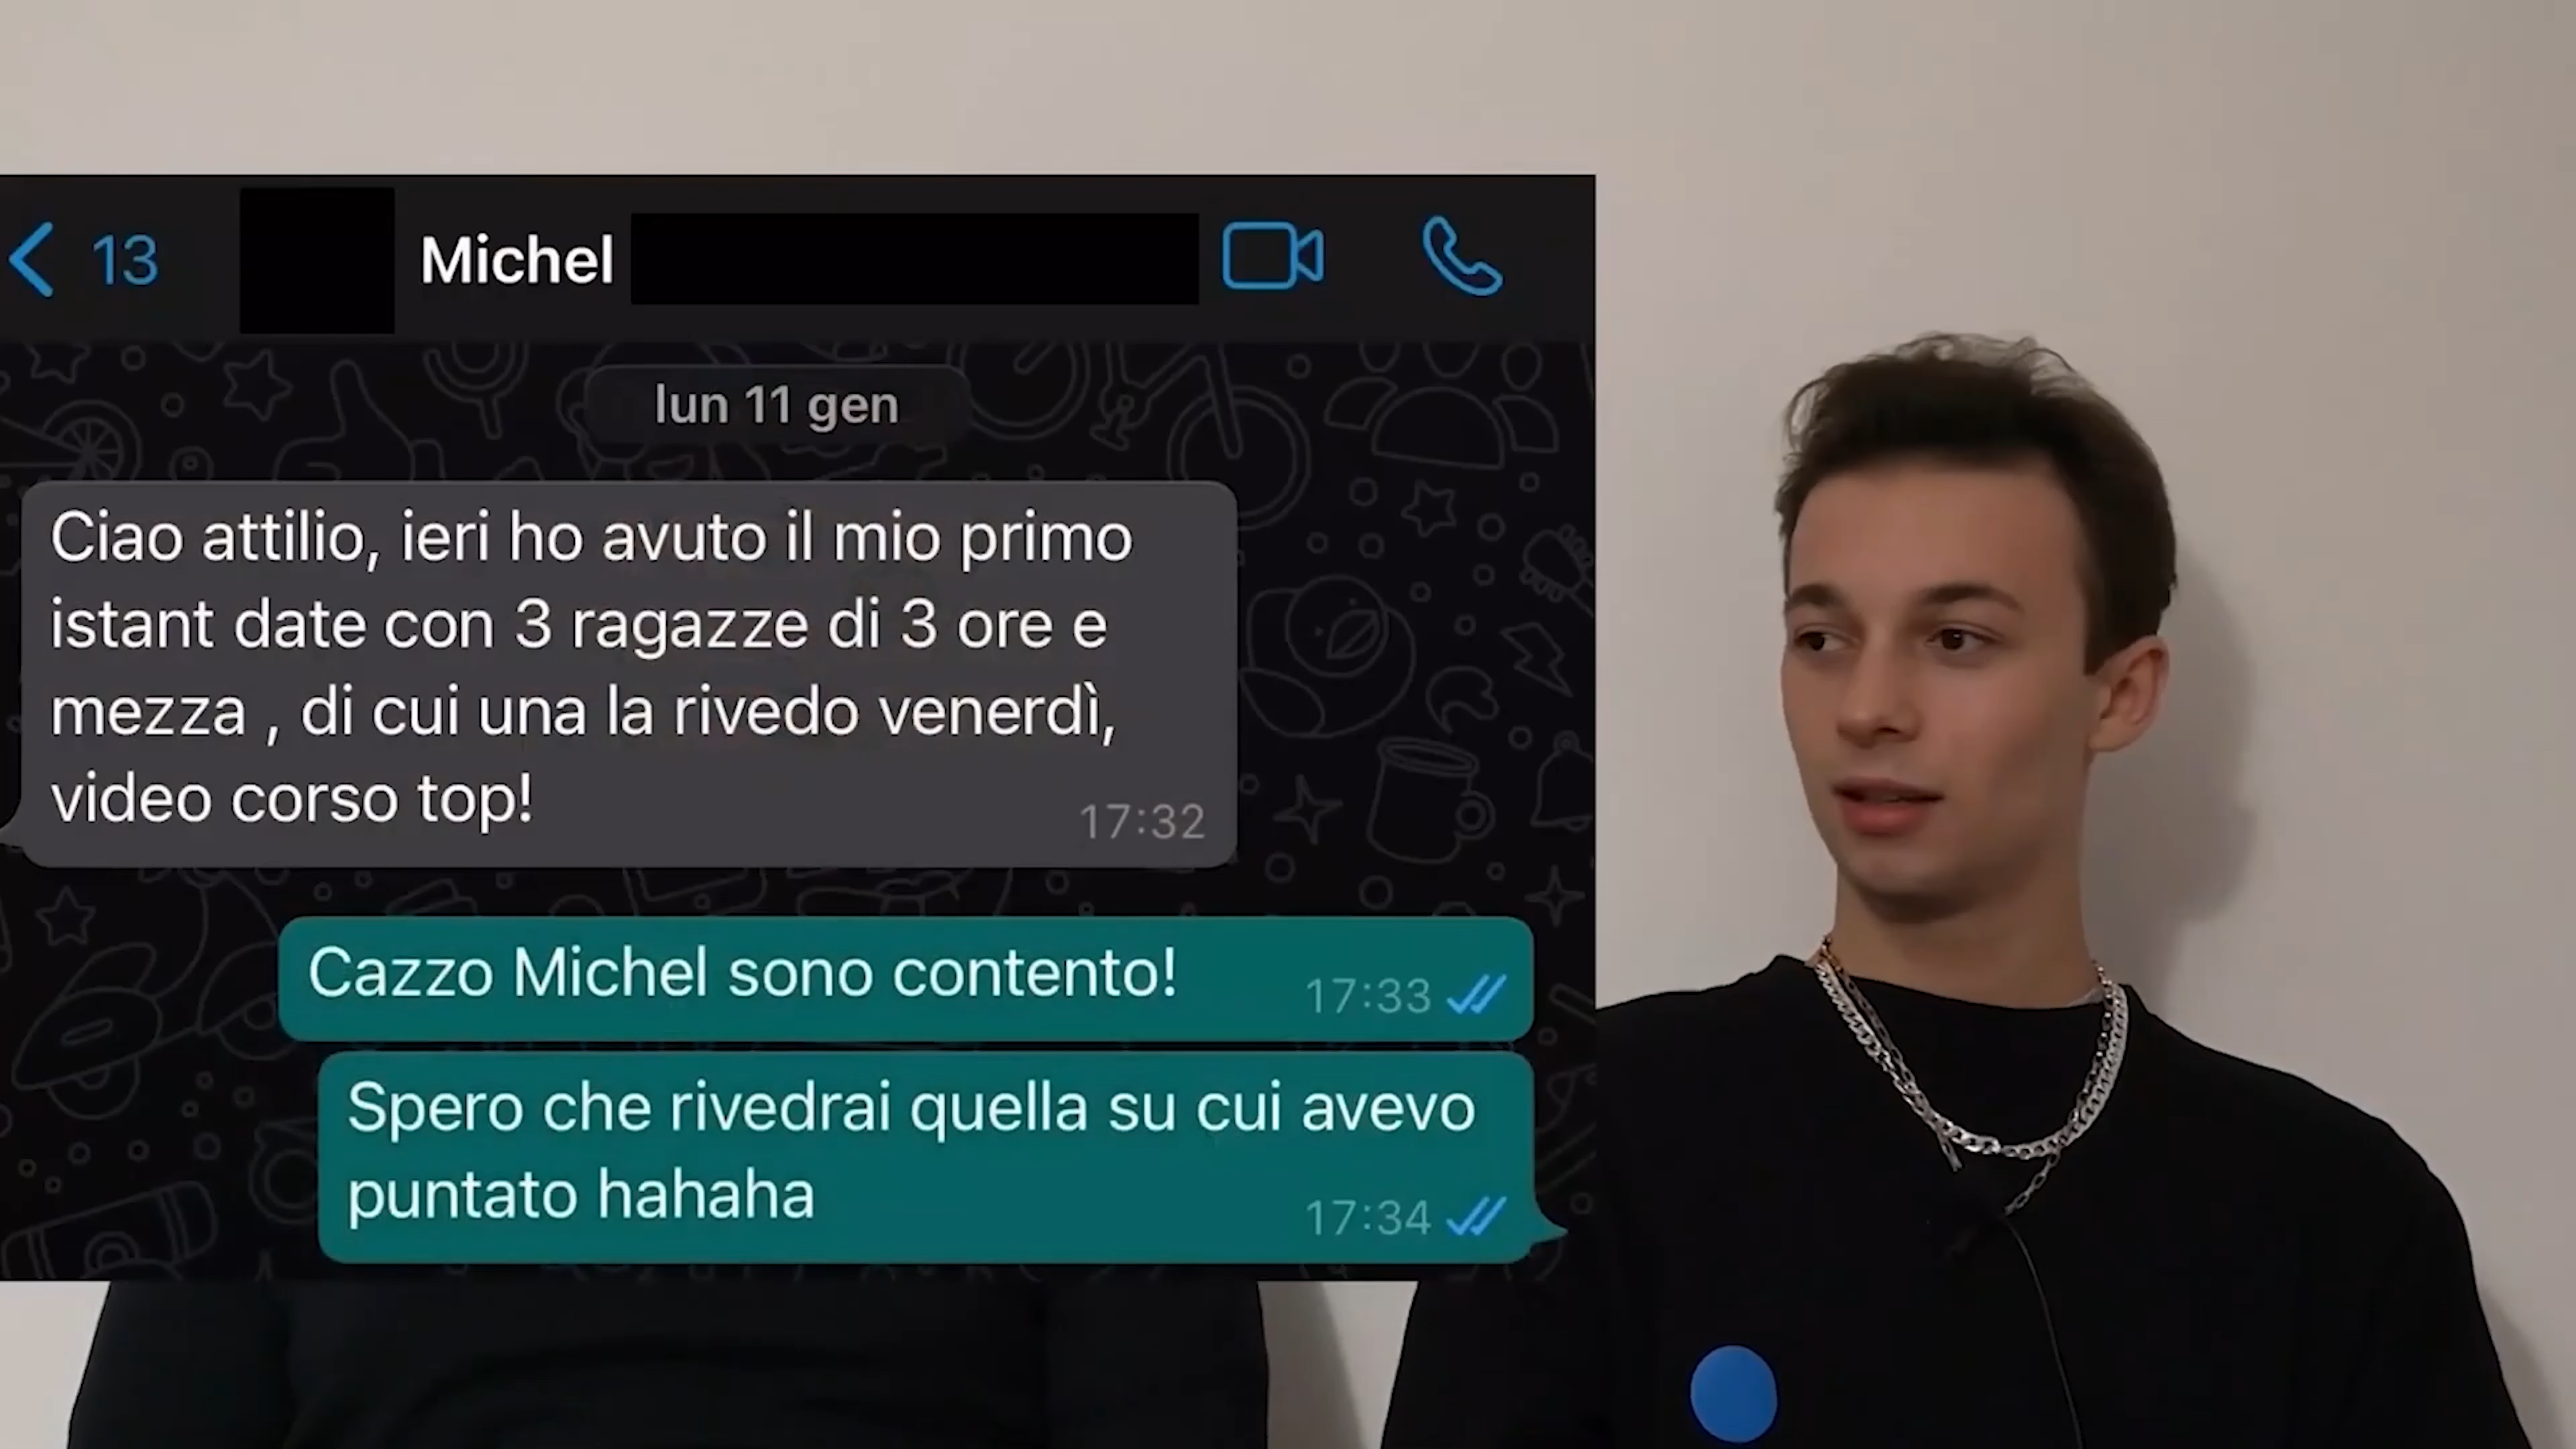 13
Michel
lun 11 gen
Ciao attilio, ieri ho avuto il mio primo
istant date con 3 ragazze di 3 ore e
mezza , di cui una la rivedo venerdì,
video corso top!
17:32
Cazzo Michel sono contento!
17:33
Spero che rivedrai quella su cui avevo
puntato hahaha
17:34